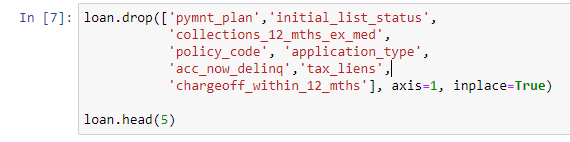 In [7]: loan.drop(['pymnt_plan','initial_list_status',
'collections_12_mths_ex_med',
'policy_code', 'application_type',
'acc_now_delinq','tax_liens',
'chargeoff_within_12_mths'], axis=1, inplace=True)
loan.head(5)